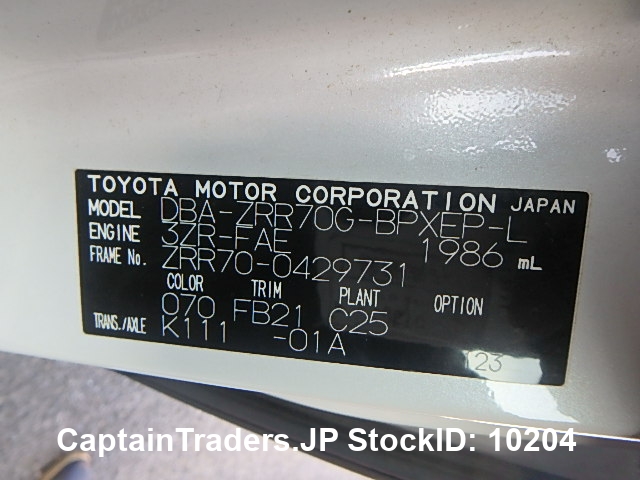 TOYOTA MOTOR CORPORATION JAPAN
MODEL DBA-ZRR70G-BPXEP-L
ENGINE 3ZR-FAE 1986 mL
FRAME No. ZRR70-0429731
COLOR TRIM PLANT OPTION
070 FB21 C25
TRANS./AXLE K111 -01A
23
CaptainTraders.JP StockID: 10204